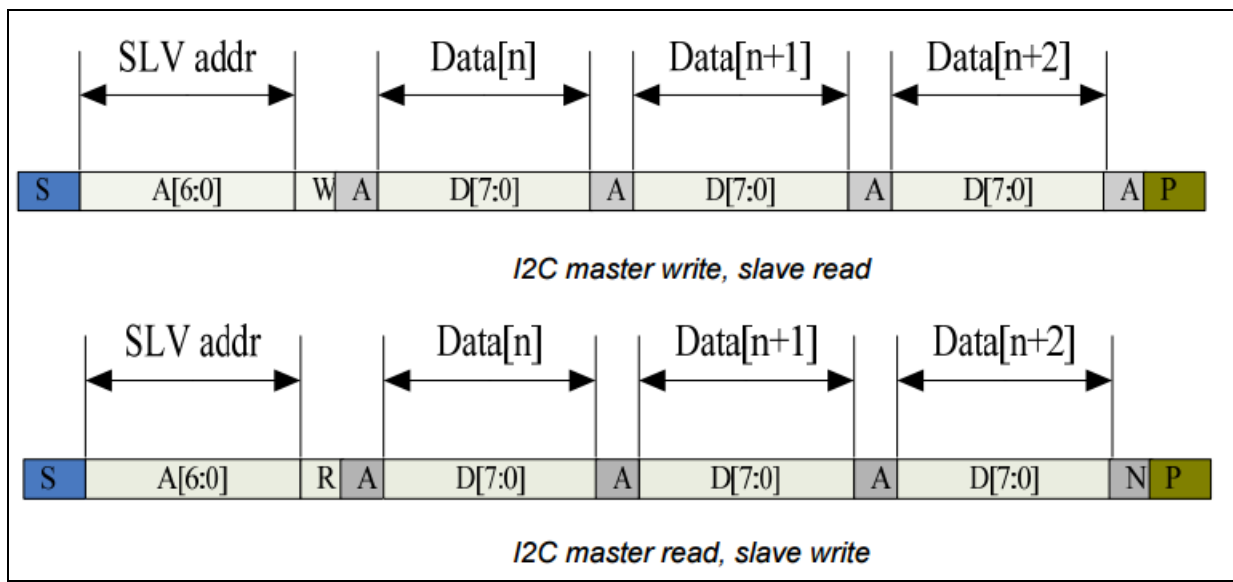 SLV addr Data[n] Data[n+1] Data[n+2]
S A[6:0] W A D[7:0] A D[7:0] A D[7:0] A P
I2C master write, slave read
SLV addr Data[n] Data[n+1] Data[n+2]
S A[6:0] R A D[7:0] A D[7:0] A D[7:0] N P
I2C master read, slave write